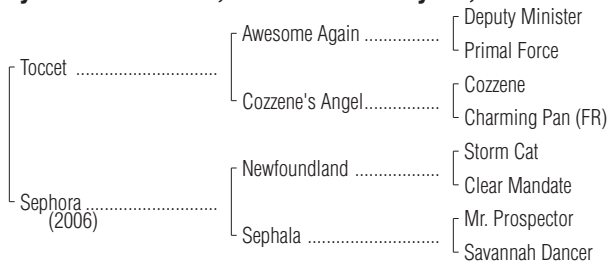 Deputy Minister
Awesome Again ................
Primal Force
Toccet ..............................
Cozzene
Cozzene's Angel................
Charming Pan (FR)
Storm Cat
Newfoundland ..................
Clear Mandate
Sephora ............................
(2006)
Mr. Prospector
Sephala ............................
Savannah Dancer